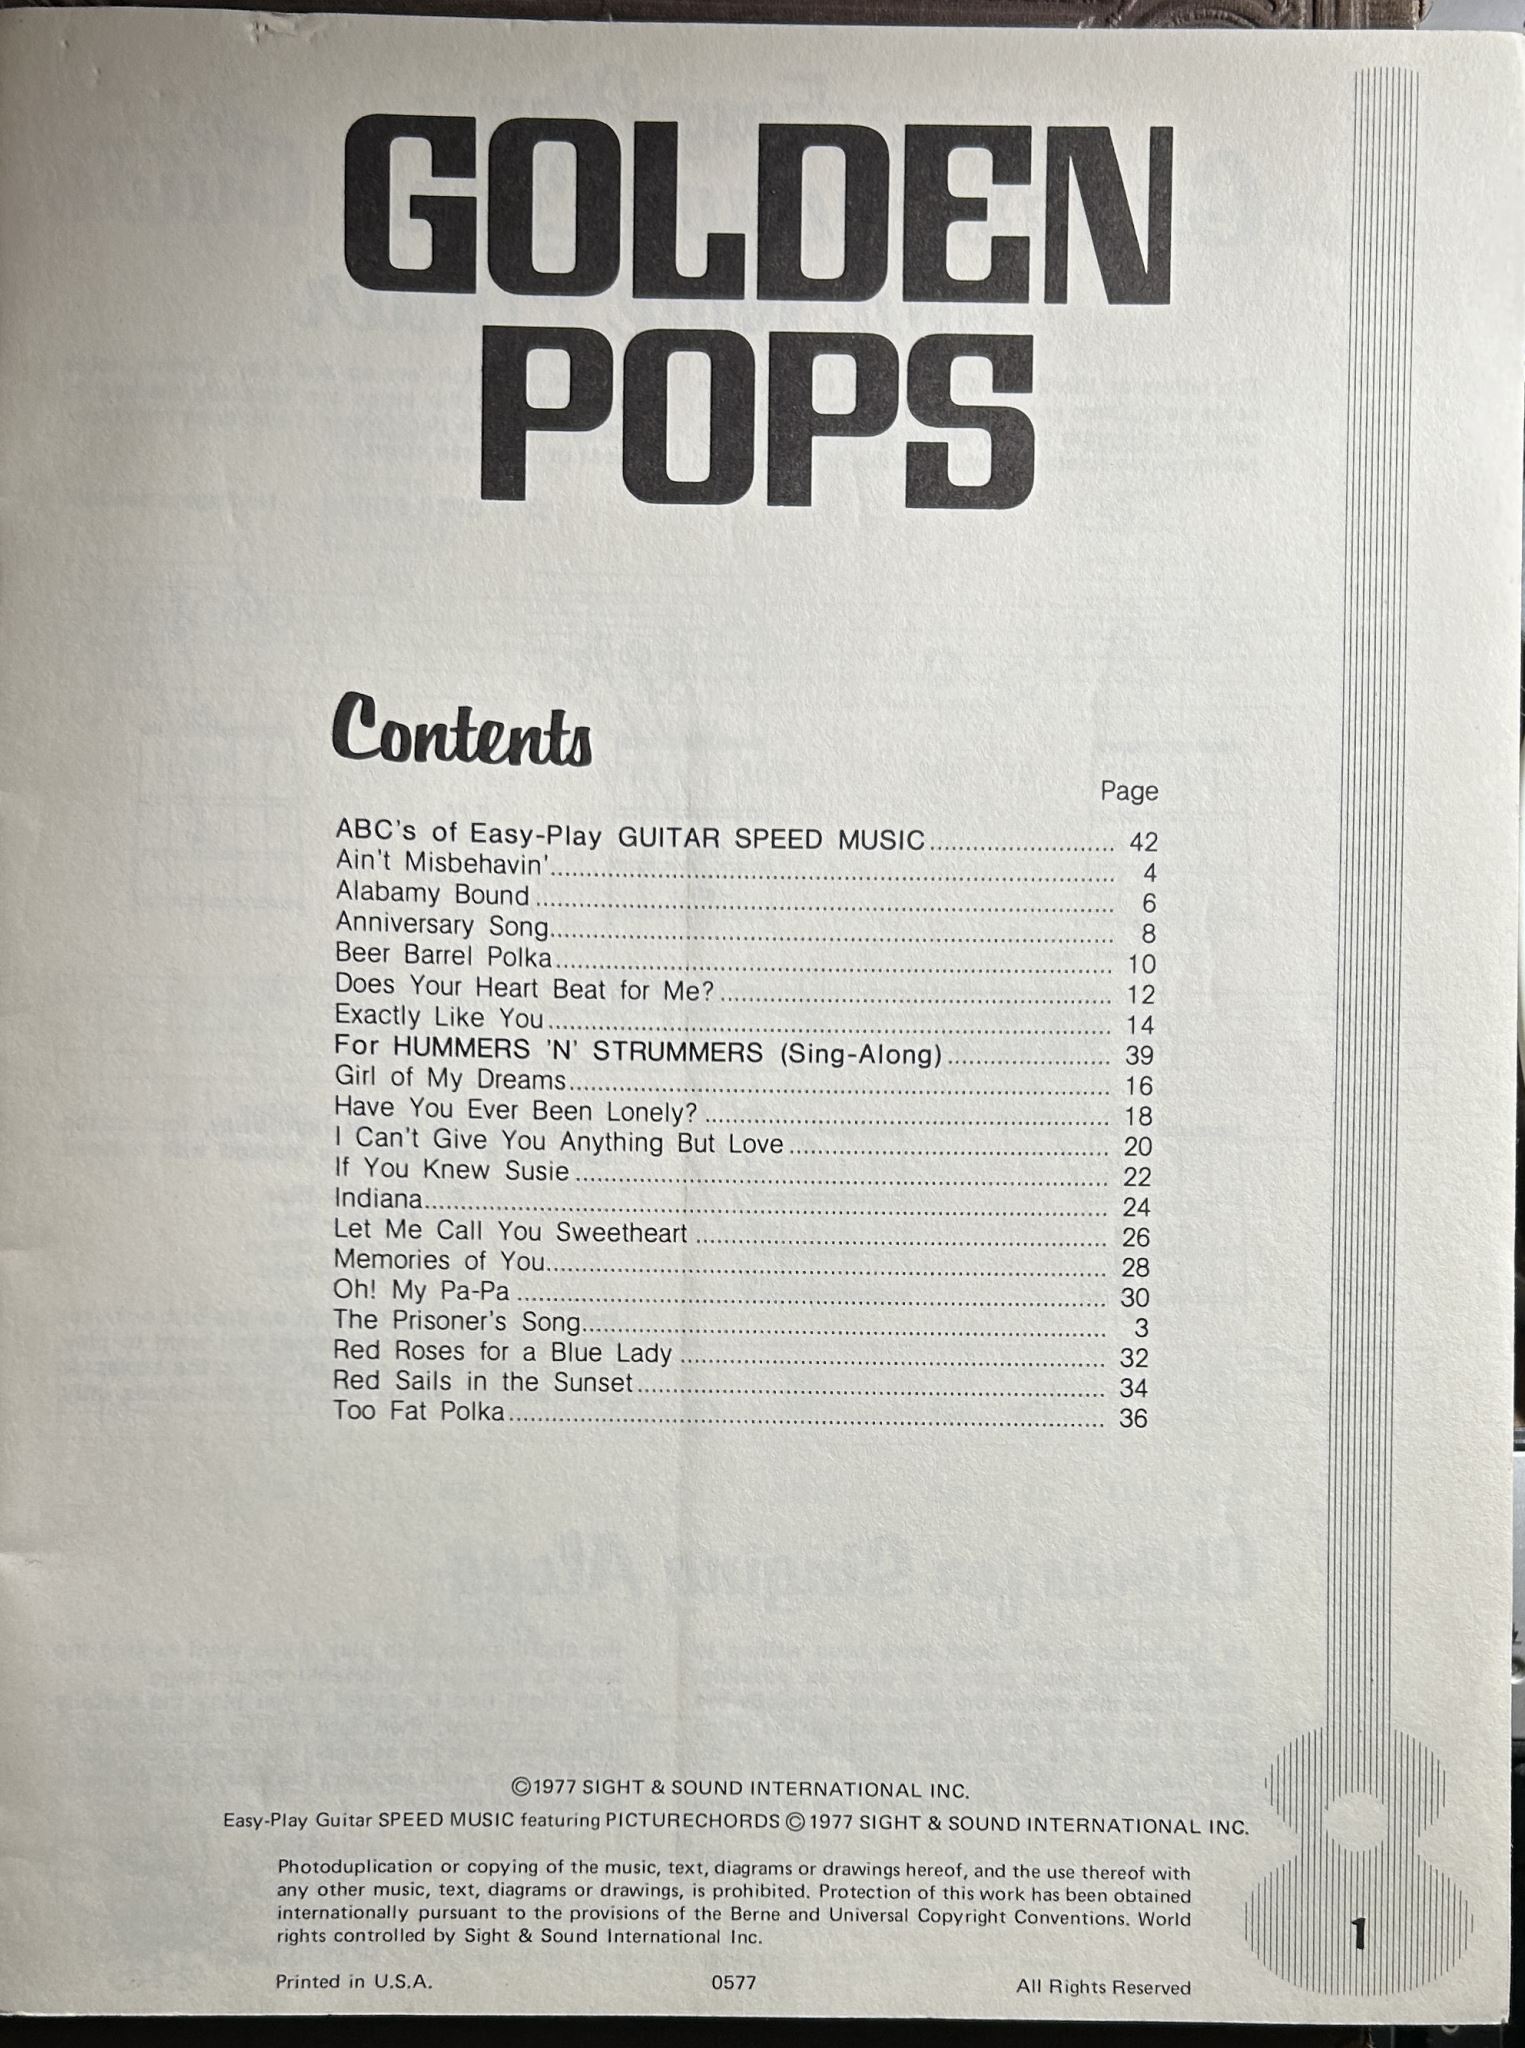 GOLDEN
POPS
Contents
Page
ABC's of Easy-Play GUITAR SPEED MUSIC........................ 42
Ain't Misbehavin'........................ 4
Alabamy Bound ........................ 6
Anniversary Song........................ 8
Beer Barrel Polka........................ 10
Does Your Heart Beat for Me?........................ 12
Exactly Like You........................ 14
For HUMMERS 'N' STRUMMERS (Sing-Along)........................ 39
Girl of My Dreams........................ 16
Have You Ever Been Lonely? ........................ 18
I Can't Give You Anything But Love........................ 20
If You Knew Susie ........................ 22
Indiana........................ 24
Let Me Call You Sweetheart ........................ 26
Memories of You........................ 28
Oh! My Pa-Pa ........................ 30
The Prisoner's Song........................ 3
Red Roses for a Blue Lady ........................ 32
Red Sails in the Sunset........................ 34
Too Fat Polka........................ 36
©1977 SIGHT & SOUND INTERNATIONAL INC.
Easy-Play Guitar SPEED MUSIC featuring PICTURECHORDS © 1977 SIGHT & SOUND INTERNATIONAL INC.
Photoduplication or copying of the music, text, diagrams or drawings hereof, and the use thereof with
any other music, text, diagrams or drawings, is prohibited. Protection of this work has been obtained
internationally pursuant to the provisions of the Berne and Universal Copyright Conventions. World
rights controlled by Sight & Sound International Inc.
Printed in U.S.A. 0577 All Rights Reserved
1